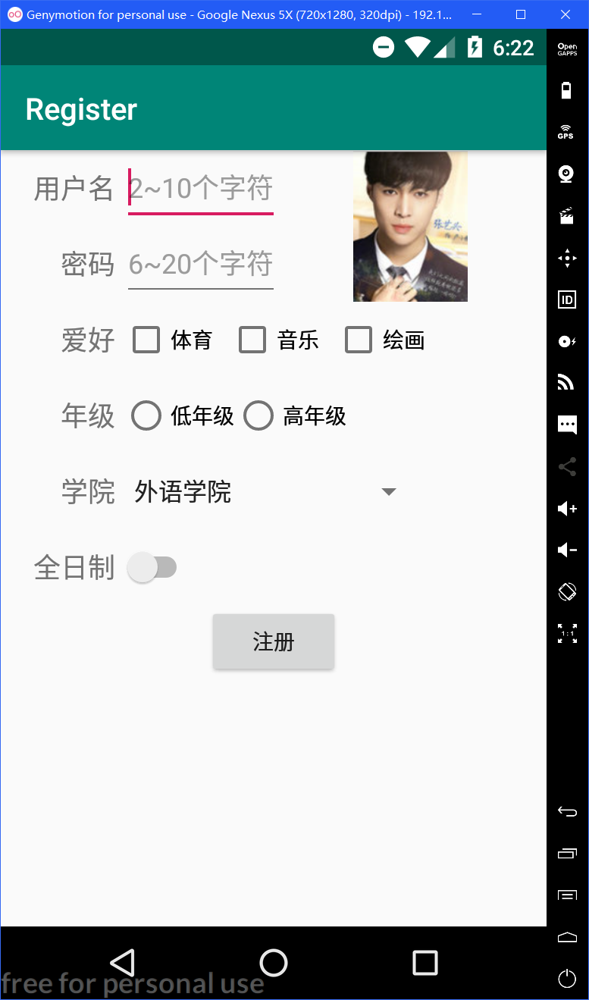 Genymotion for personal use - Google Nexus 5X (720x1280, 320dpi) - 192.1...
6:22
Open GAPPS
Register
GPS
用户名 2~10个字符
张艺兴
密码 6~20个字符
ID
爱好 体育 音乐 绘画
年级 低年级 高年级
学院 外语学院
全日制
1:1
注册
free for personal use